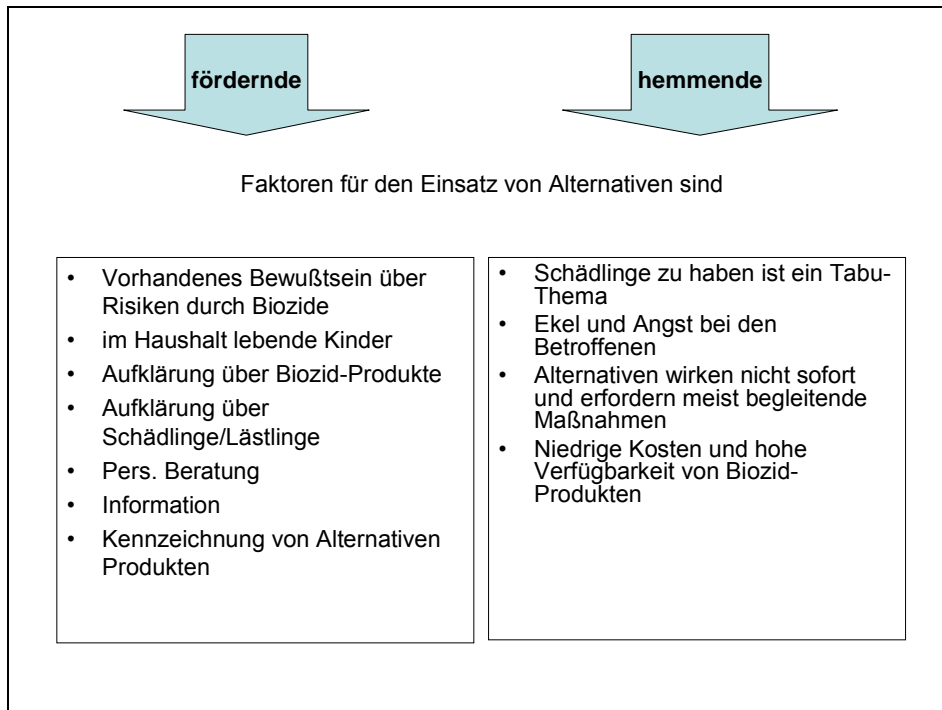 fördernde
hemmende
Faktoren für den Einsatz von Alternativen sind
• Vorhandenes Bewußtsein über
Risiken durch Biozide
• im Haushalt lebende Kinder
• Aufklärung über Biozid-Produkte
• Aufklärung über
Schädlinge/Lästlinge
• Pers. Beratung
• Information
• Kennzeichnung von Alternativen
Produkten
• Schädlinge zu haben ist ein Tabu-
Thema
• Ekel und Angst bei den
Betroffenen
• Alternativen wirken nicht sofort
und erfordern meist begleitende
Maßnahmen
• Niedrige Kosten und hohe
Verfügbarkeit von Biozid-
Produkten